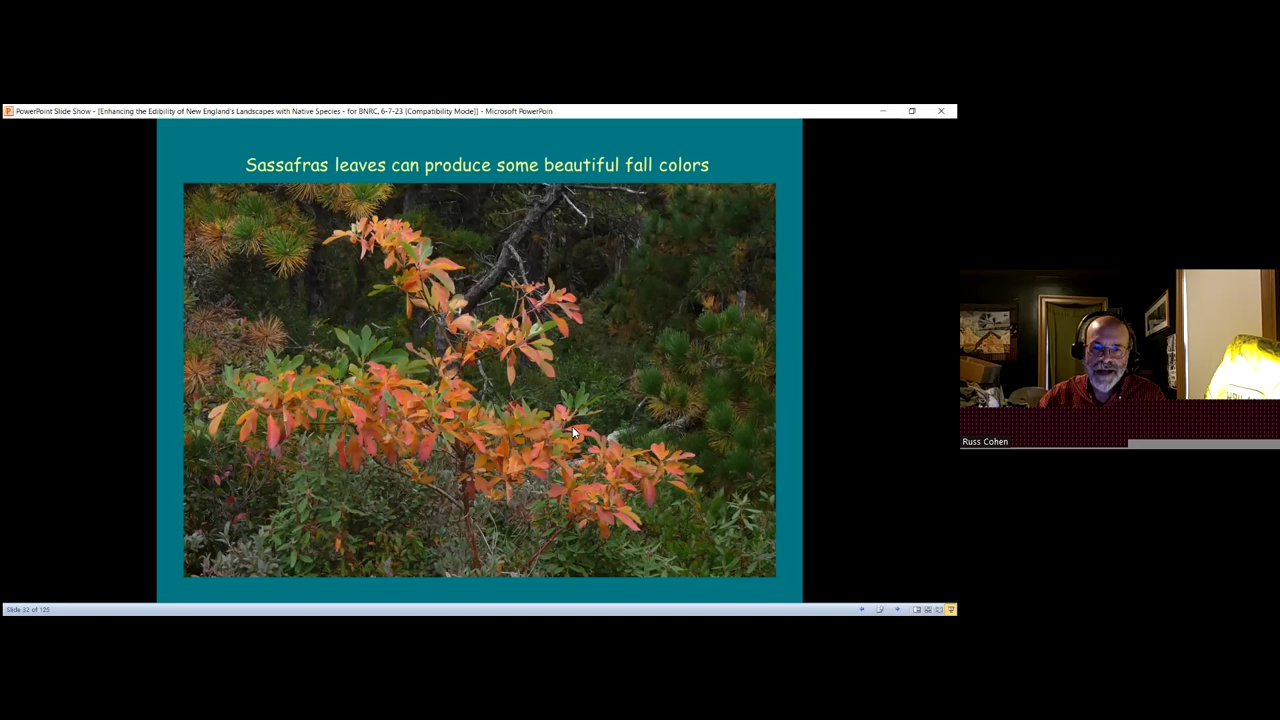 PowerPoint Slide Show - [Enhancing the Edibility of New England's Landscapes with Native Species - for BNRC, 6-7-23 [Compatibility Mode]] - Microsoft PowerPoin
Sassafras leaves can produce some beautiful fall colors
Russ Cohen
Slide 32 of 125